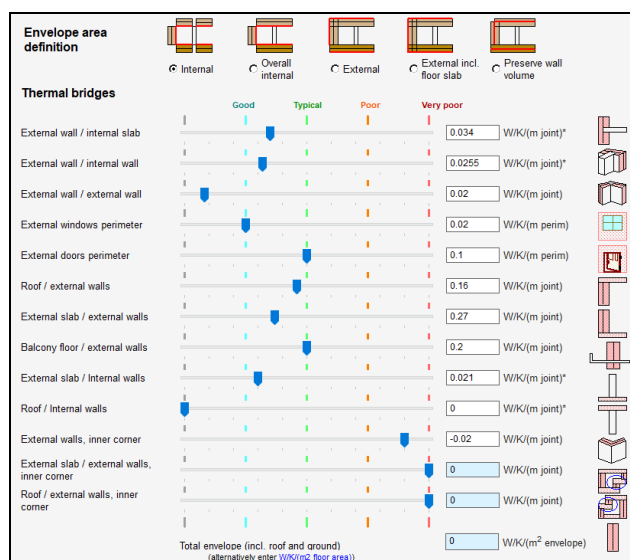 Envelope area
definition
Internal
Overall
internal
External
External incl.
floor slab
Preserve wall
volume
Thermal bridges
Good Typical Poor Very poor
External wall / internal slab 0.034 W/K/(m joint)*
External wall / internal wall 0.0255 W/K/(m joint)*
External wall / external wall 0.02 W/K/(m joint)
External windows perimeter 0.02 W/K/(m perim)
External doors perimeter 0.1 W/K/(m perim)
Roof / external walls 0.16 W/K/(m joint)
External slab / external walls 0.27 W/K/(m joint)
Balcony floor / external walls 0.2 W/K/(m joint)
External slab / Internal walls 0.021 W/K/(m joint)*
Roof / Internal walls 0 W/K/(m joint)*
External walls, inner corner -0.02 W/K/(m joint)
External slab / external walls,
inner corner 0 W/K/(m joint)
Roof / external walls, inner
corner 0 W/K/(m joint)
Total envelope (incl. roof and ground) 0 W/K/(m² envelope)
(alternatively enter W/K/(m2 floor area))